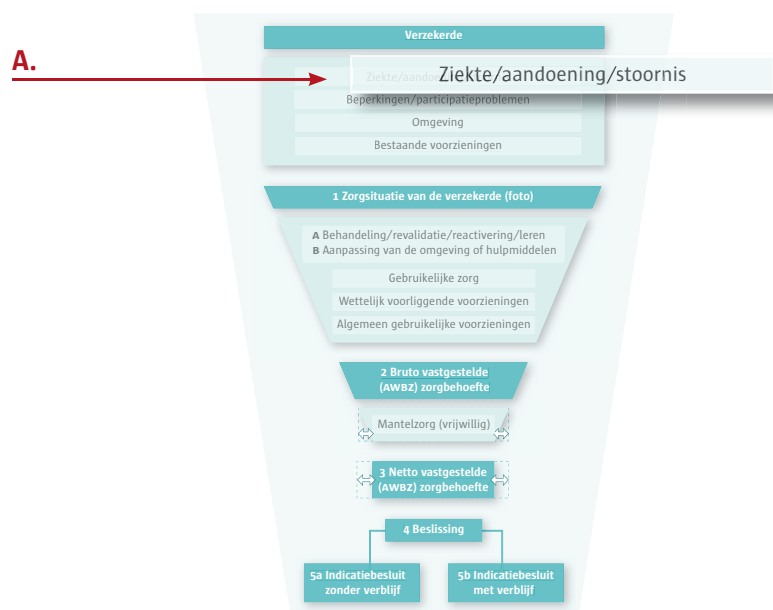 Verzekerde
A.
Ziekte/aandoening/stoornis
Ziekte/aandoe
Beperkingen/participatieproblemen
Omgeving
Bestaande voorzieningen
1 Zorgsituatie van de verzekerde (foto)
A Behandeling/revalidatie/reactivering/leren
B Aanpassing van de omgeving of hulpmiddelen
Gebruikelijke zorg
Wettelijk voorliggende voorzieningen
Algemeen gebruikelijke voorzieningen
2 Bruto vastgestelde
(AWBZ) zorgbehoefte
Mantelzorg (vrijwillig)
3 Netto vastgestelde
(AWBZ) zorgbehoefte
4 Beslissing
5a Indicatiebesluit
zonder verblijf
5b Indicatiebesluit
met verblijf